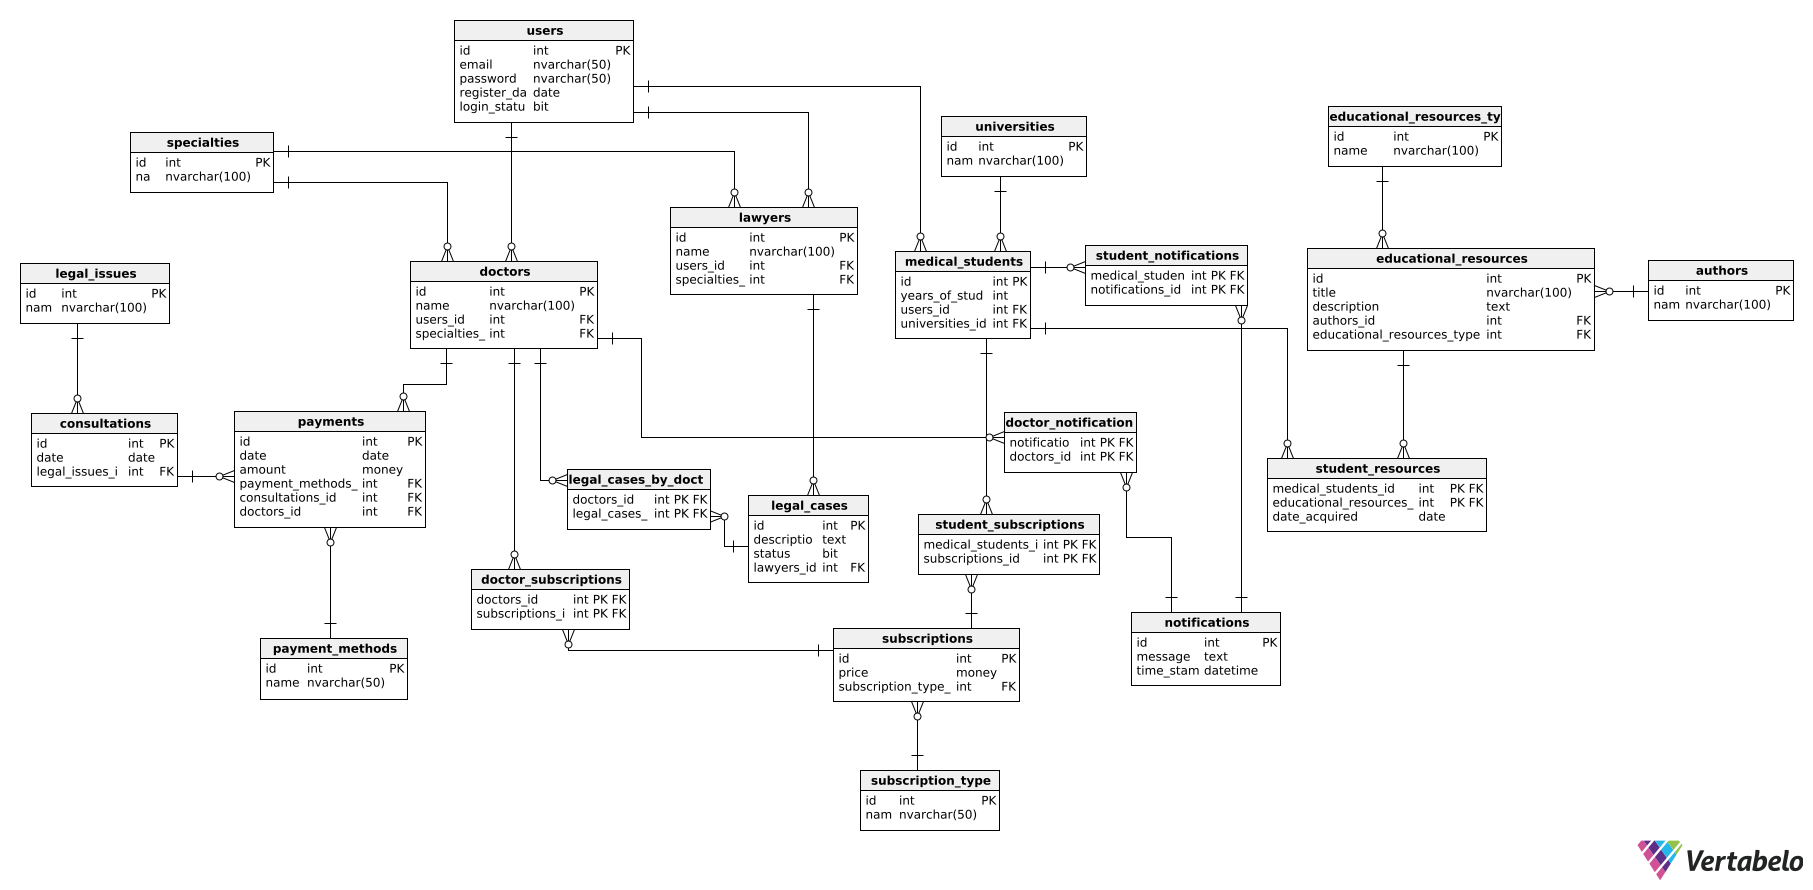 users
id int PK
email nvarchar(50)
password nvarchar(50)
register_da date
login_statu bit
specialties
id int PK
na nvarchar(100)
universities
id int PK
nam nvarchar(100)
educational_resources_ty
id int PK
name nvarchar(100)
lawyers
id int PK
name nvarchar(100)
users_id int FK
specialties_ int FK
legal_issues
id int PK
nam nvarchar(100)
doctors
id int PK
name nvarchar(100)
users_id int FK
specialties_ int FK
medical_students
id int PK
years_of_stud int
users_id int FK
universities_id int FK
student_notifications
medical_studen int PK FK
notifications_id int PK FK
educational_resources
id int PK
title nvarchar(100)
description text
authors_id int FK
educational_resources_type int FK
authors
id int PK
nam nvarchar(100)
consultations
id int PK
date date
legal_issues_i int FK
payments
id int PK
date date
amount money
payment_methods_ int FK
consultations_id int FK
doctors_id int FK
doctor_notification
notificatio int PK FK
doctors_id int PK FK
legal_cases_by_doct
doctors_id int PK FK
legal_cases_ int PK FK
legal_cases
id int PK
descriptio text
status bit
lawyers_id int FK
student_resources
medical_students_id int PK FK
educational_resources_ int PK FK
date_acquired date
student_subscriptions
medical_students_i int PK FK
subscriptions_id int PK FK
doctor_subscriptions
doctors_id int PK FK
subscriptions_i int PK FK
payment_methods
id int PK
name nvarchar(50)
subscriptions
id int PK
price money
subscription_type_ int FK
notifications
id int PK
message text
time_stam datetime
subscription_type
id int PK
nam nvarchar(50)
Vertabelo